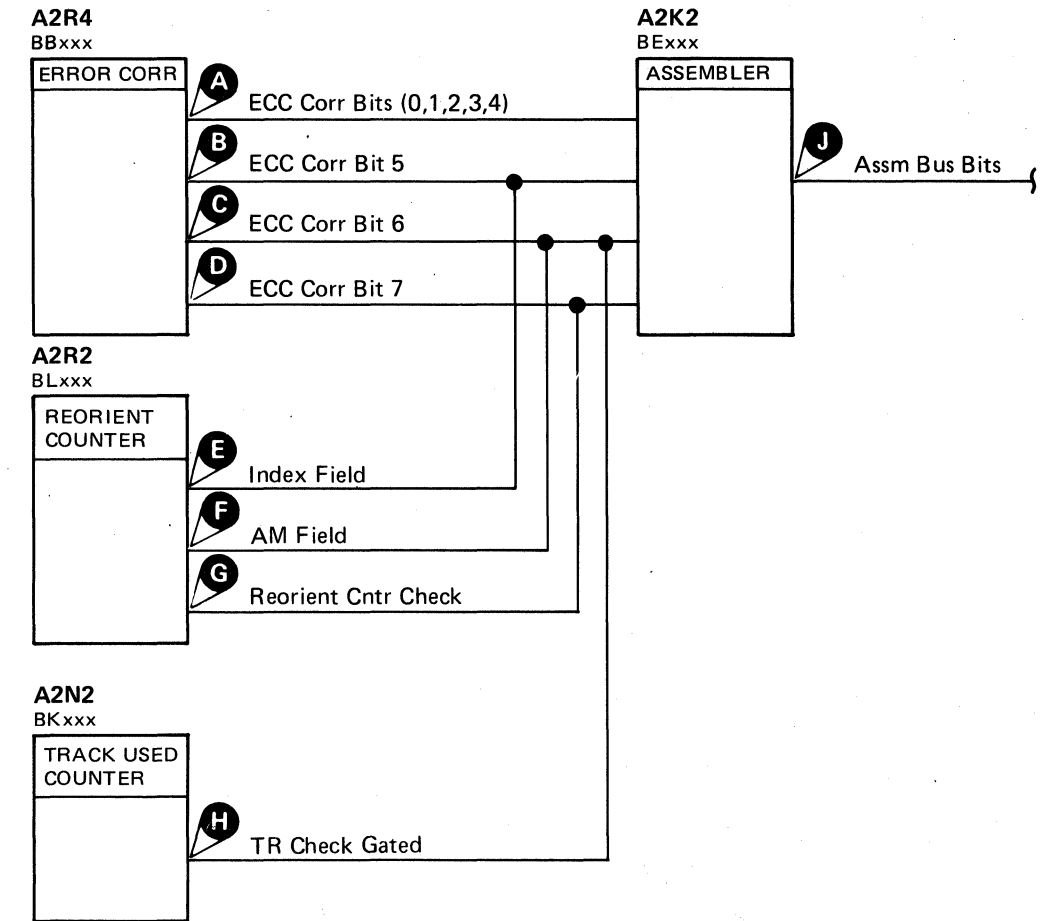 A2R4
BBxxx
ERROR CORR
A
ECC Corr Bits (0,1,2,3,4)
B
ECC Corr Bit 5
C
ECC Corr Bit 6
D
ECC Corr Bit 7
A2K2
BExxx
ASSEMBLER
J
Assm Bus Bits
A2R2
BLxxx
REORIENT
COUNTER
E
Index Field
F
AM Field
G
Reorient Cntr Check
A2N2
BKxxx
TRACK USED
COUNTER
H
TR Check Gated